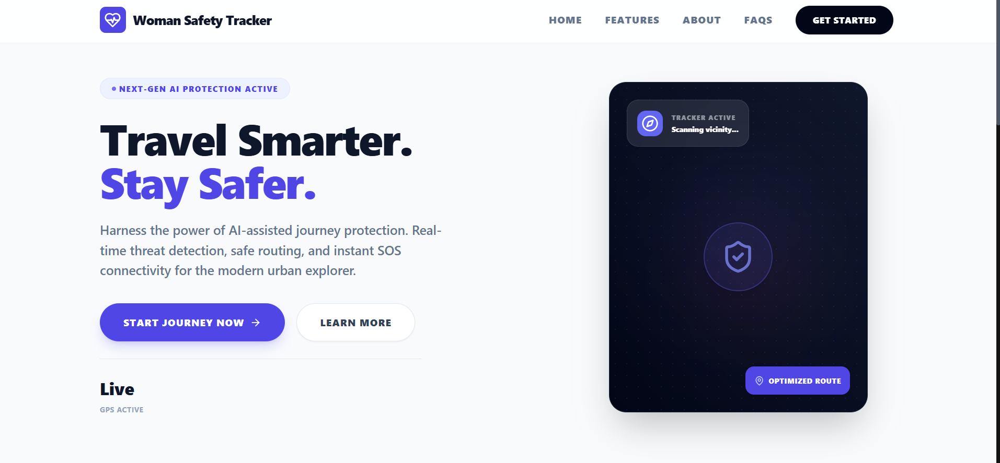 Woman Safety Tracker
HOME
FEATURES
ABOUT
FAQS
GET STARTED
NEXT-GEN AI PROTECTION ACTIVE
Travel Smarter.
Stay Safer.
Harness the power of AI-assisted journey protection. Real-
time threat detection, safe routing, and instant SOS
connectivity for the modern urban explorer.
START JOURNEY NOW
LEARN MORE
Live
GPS ACTIVE
TRACKER ACTIVE
Scanning vicinity...
OPTIMIZED ROUTE